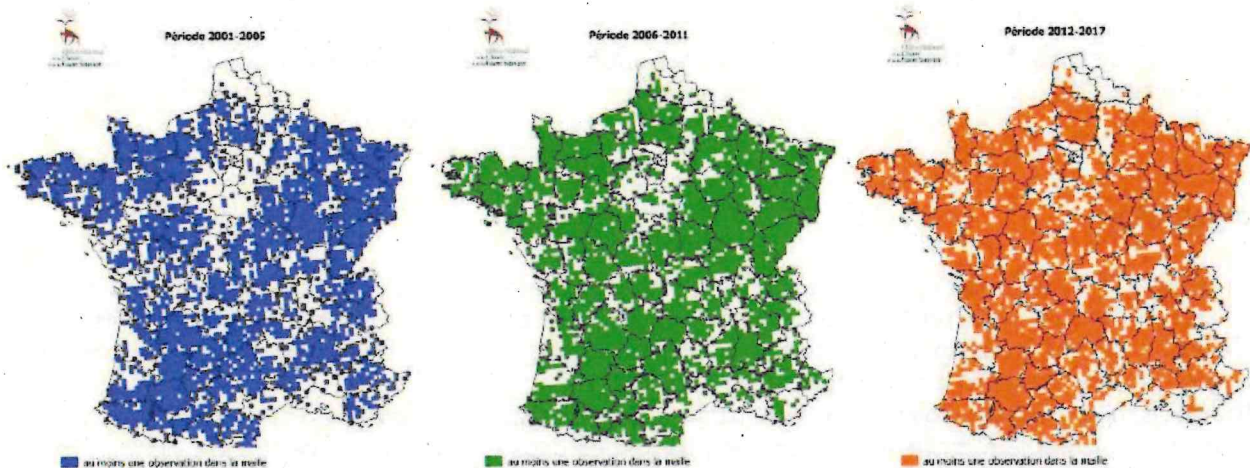 Période 2001-2005
Période 2006-2011
Période 2012-2017
au moins une observation dans la maille
au moins une observation dans la maille
au moins une observation dans la maille